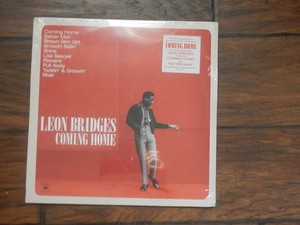 Coming Home
Better Man
Brown Skin Girl
Smooth Sailin'
Shine
Lisa Sawyer
Flowers
Pull Away
Twistin' & Groovin'
River
COMING HOME
LEON BRIDGES
COMING HOME